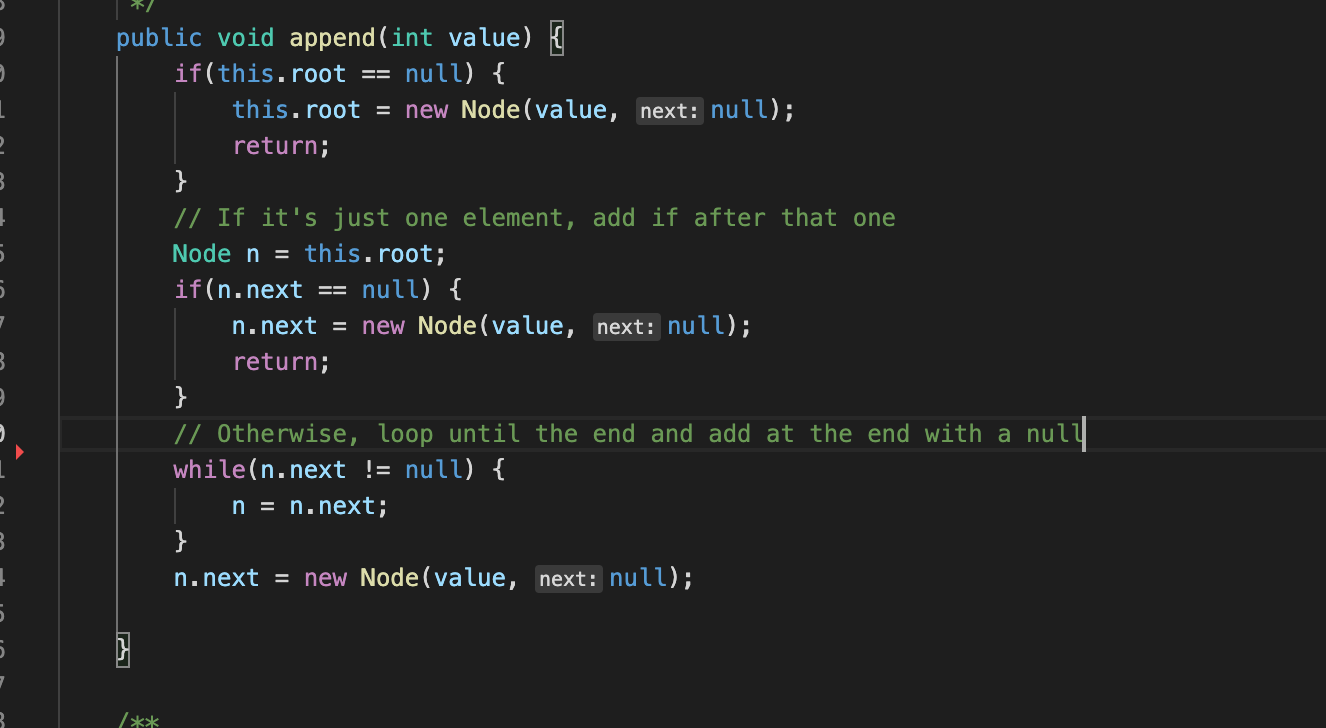 */
public void append(int value) {
if(this.root == null) {
this.root = new Node(value, next: null);
return;
}
// If it's just one element, add if after that one
Node n = this.root;
if(n.next == null) {
n.next = new Node(value, next: null);
return;
}
// Otherwise, loop until the end and add at the end with a null
while(n.next != null) {
n = n.next;
}
n.next = new Node(value, next: null);
}
/**